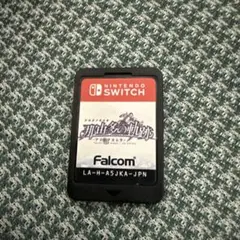 NINTENDO
SWITCH
那由多の軌跡
Falcom
LA-H-A5JKA-JPN